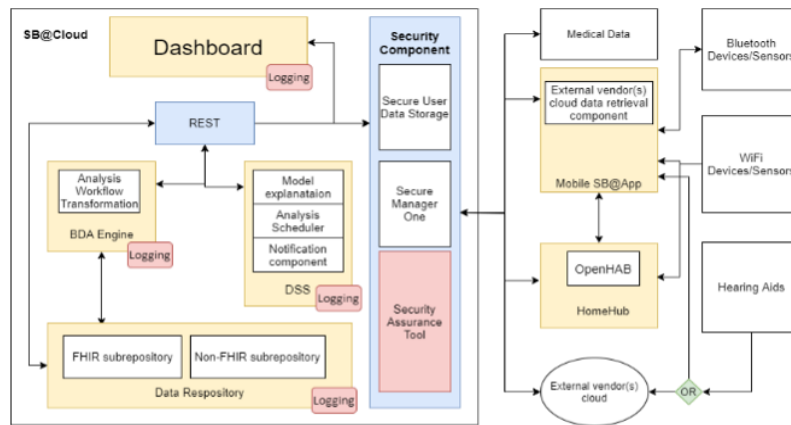 SB@Cloud
Dashboard
Logging
REST
Analysis
Workflow
Transformation
BDA Engine
Logging
Model
explanataion
Analysis
Scheduler
Notification
component
DSS
Logging
FHIR subrepository
Non-FHIR subrepository
Data Respository
Logging
Security
Component
Secure User
Data Storage
Secure
Manager
One
Security
Assurance
Tool
Medical Data
External vendor(s)
cloud data retrieval
component
Mobile SB@App
OpenHAB
HomeHub
External vendor(s)
cloud
Bluetooth
Devices/Sensors
WiFi
Devices/Sensors
Hearing Aids
OR